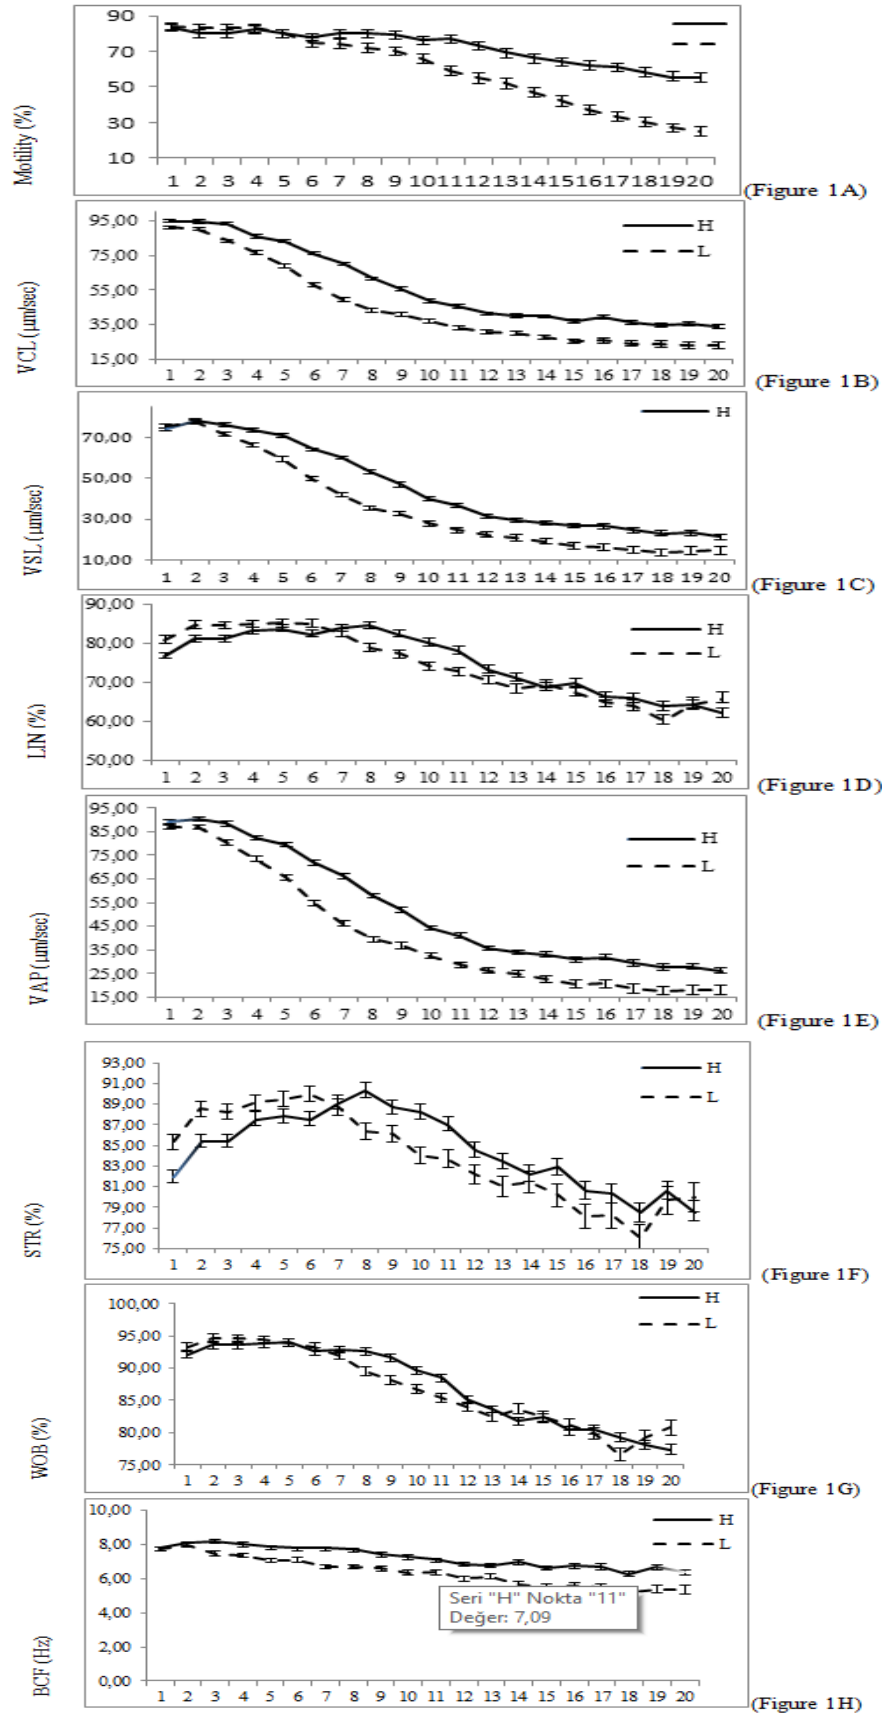 90
70
50
30
10
Motility (%)
1 2 3 4 5 6 7 8 9 10 11 12 13 14 15 16 17 18 19 20
(Figure 1A)
95,00
75,00
55,00
35,00
15,00
VCL (µm/sec)
H
L
1 2 3 4 5 6 7 8 9 10 11 12 13 14 15 16 17 18 19 20
(Figure 1B)
70,00
50,00
30,00
10,00
VSL (µm/sec)
H
1 2 3 4 5 6 7 8 9 10 11 12 13 14 15 16 17 18 19 20
(Figure 1C)
90,00
80,00
70,00
60,00
50,00
LIN (%)
H
L
1 2 3 4 5 6 7 8 9 10 11 12 13 14 15 16 17 18 19 20
(Figure 1D)
95,00
85,00
75,00
65,00
55,00
45,00
35,00
25,00
15,00
VAP (µm/sec)
H
L
1 2 3 4 5 6 7 8 9 10 11 12 13 14 15 16 17 18 19 20
(Figure 1E)
93,00
91,00
89,00
87,00
85,00
83,00
81,00
79,00
77,00
75,00
STR (%)
H
L
1 2 3 4 5 6 7 8 9 10 11 12 13 14 15 16 17 18 19 20
(Figure 1F)
100,00
95,00
90,00
85,00
80,00
75,00
WOB (%)
H
L
1 2 3 4 5 6 7 8 9 10 11 12 13 14 15 16 17 18 19 20
(Figure 1G)
10,00
8,00
6,00
4,00
2,00
0,00
BCF (Hz)
H
L
Seri "H" Nokta "11"
Değer: 7,09
1 2 3 4 5 6 7 8 9 10 11 12 13 14 15 16 17 18 19 20
(Figure 1H)